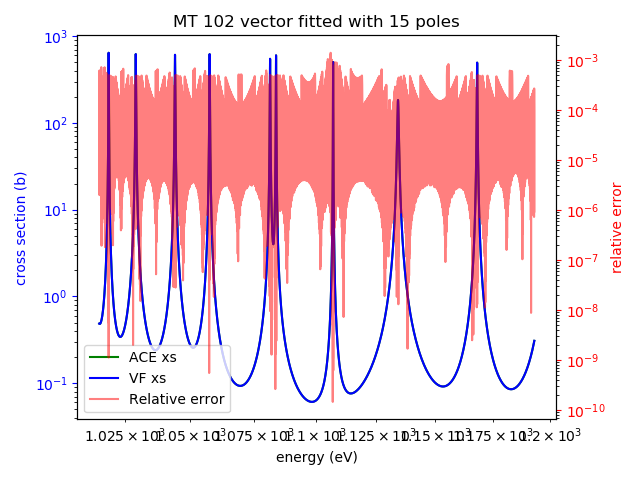 MT 102 vector fitted with 15 poles
10³
10²
10¹
10⁰
10⁻¹
cross section (b)
10⁻³
10⁻⁴
10⁻⁵
10⁻⁶
10⁻⁷
10⁻⁸
10⁻⁹
10⁻¹⁰
relative error
ACE xs
VF xs
Relative error
1.025 × 10³ 1.05 × 10³ 1.075 × 10³ 1.1 × 10³ 1.125 × 10³ 1.15 × 10³ 1.175 × 10³ 1.2 × 10³
energy (eV)